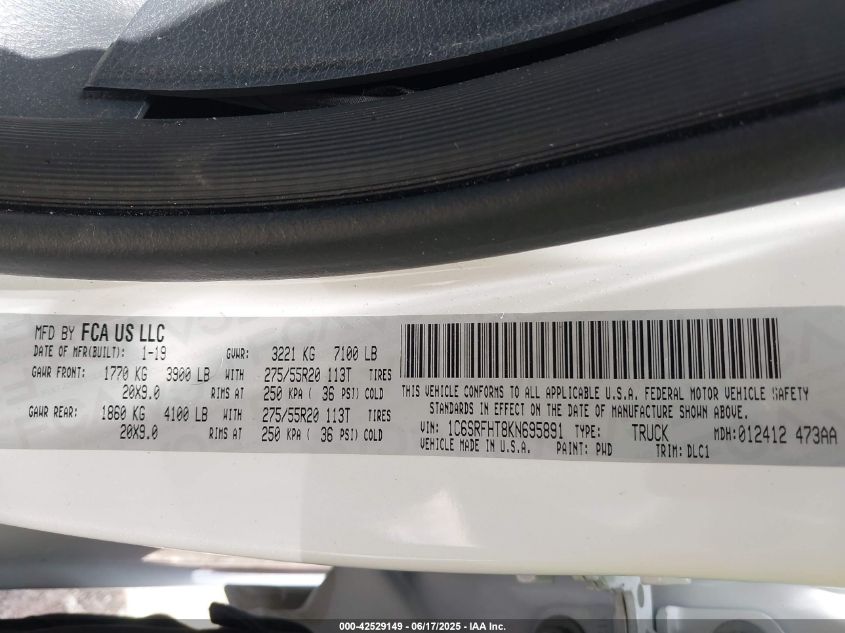 MFD BY FCA US LLC
DATE OF MFR(BUILT): 1-19 GVWR: 3221 KG 7100 LB
GAWR FRONT: 1770 KG 3900 LB WITH 275/55R20 113T TIRES
20X9.0 RIMS AT 250 KPA ( 36 PSI) COLD
GAWR REAR: 1860 KG 4100 LB WITH 275/55R20 113T TIRES
20X9.0 RIMS AT 250 KPA ( 36 PSI) COLD
THIS VEHICLE CONFORMS TO ALL APPLICABLE U.S.A. FEDERAL MOTOR VEHICLE SAFETY
STANDARDS IN EFFECT ON THE DATE OF MANUFACTURE SHOWN ABOVE.
VIN: 1C6SRFHT8KN695891 TYPE: TRUCK MDH: 012412 473AA
VEHICLE MADE IN U.S.A. PAINT: PWD TRIM: DLC1
000-42529149 - 06/17/2025 - IAA Inc.